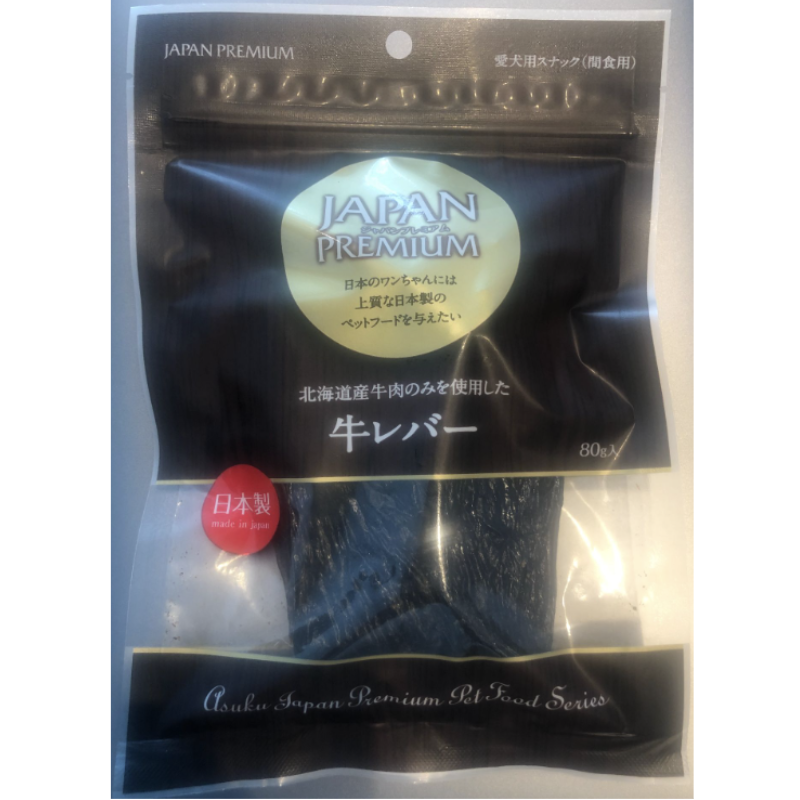 JAPAN PREMIUM
愛犬用スナック（間食用）
JAPAN
ジャパンプレミアム
PREMIUM
日本のワンちゃんには
上質な日本製の
ペットフードを与えたい
北海道産牛肉のみを使用した
牛レバー
80g入
日本製
made in japan
Asuku Japan Premium Pet Food Series